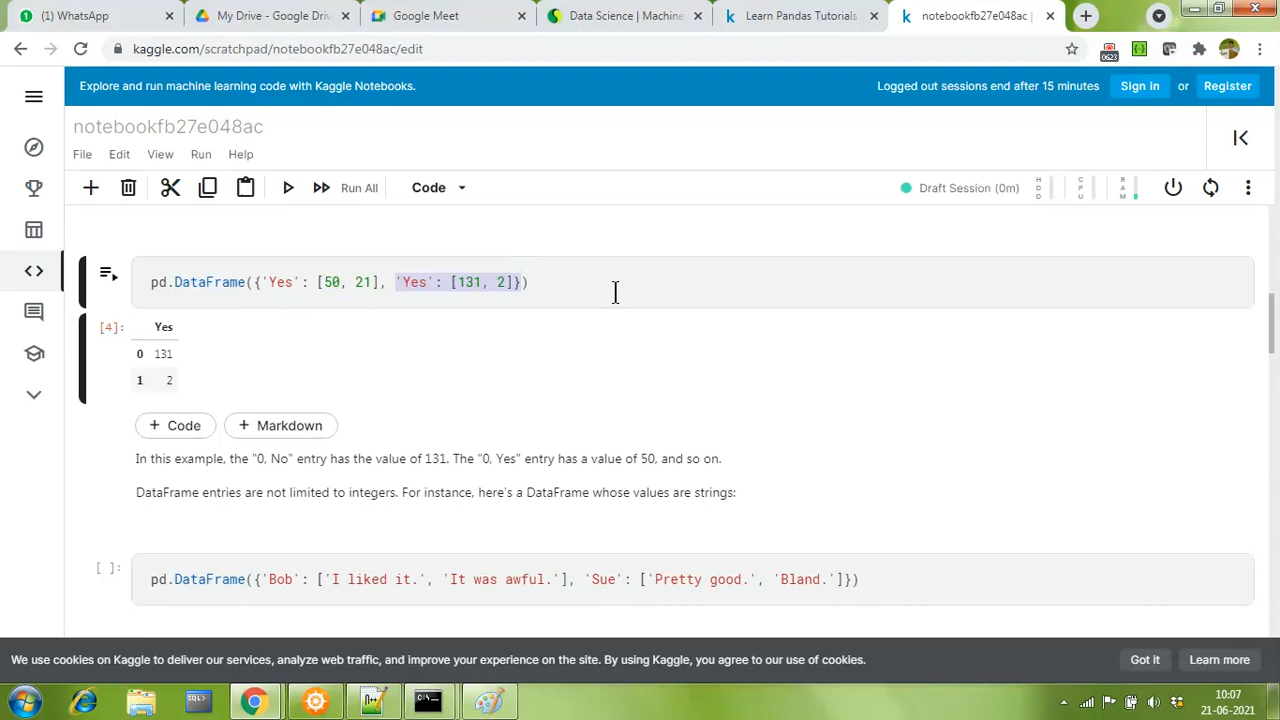 (1) WhatsApp
My Drive - Google Driv
Google Meet
Data Science | Machine
Learn Pandas Tutorials
notebookfb27e048ac |
kaggle.com/scratchpad/notebookfb27e048ac/edit
0623
Explore and run machine learning code with Kaggle Notebooks.
Logged out sessions end after 15 minutes
Sign In
or
Register
notebookfb27e048ac
File
Edit
View
Run
Help
Run All
Code
Draft Session (0m)
HDD
CPU
RAM
pd.DataFrame({'Yes': [50, 21], 'Yes': [131, 2]})
[4]:
Yes
0 131
1 2
+ Code
+ Markdown
In this example, the "0, No" entry has the value of 131. The "0, Yes" entry has a value of 50, and so on.
DataFrame entries are not limited to integers. For instance, here's a DataFrame whose values are strings:
[ ]:
pd.DataFrame({'Bob': ['I liked it.', 'It was awful.'], 'Sue': ['Pretty good.', 'Bland.']})
We use cookies on Kaggle to deliver our services, analyze web traffic, and improve your experience on the site. By using Kaggle, you agree to our use of cookies.
Got it
Learn more
10:07
21-06-2021